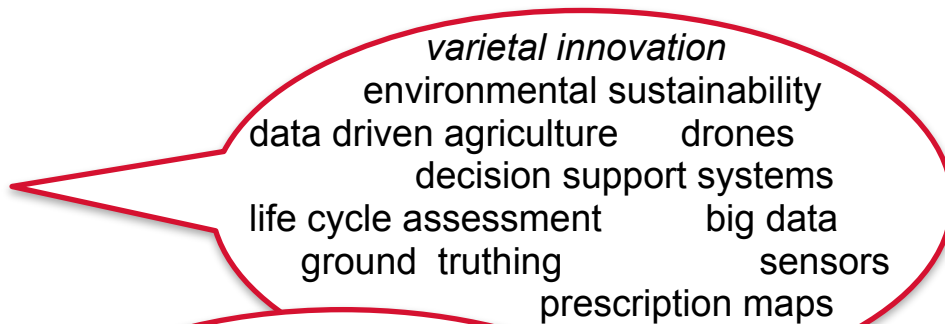 varietal innovation
environmental sustainability
data driven agriculture drones
decision support systems
life cycle assessment big data
ground truthing sensors
prescription maps